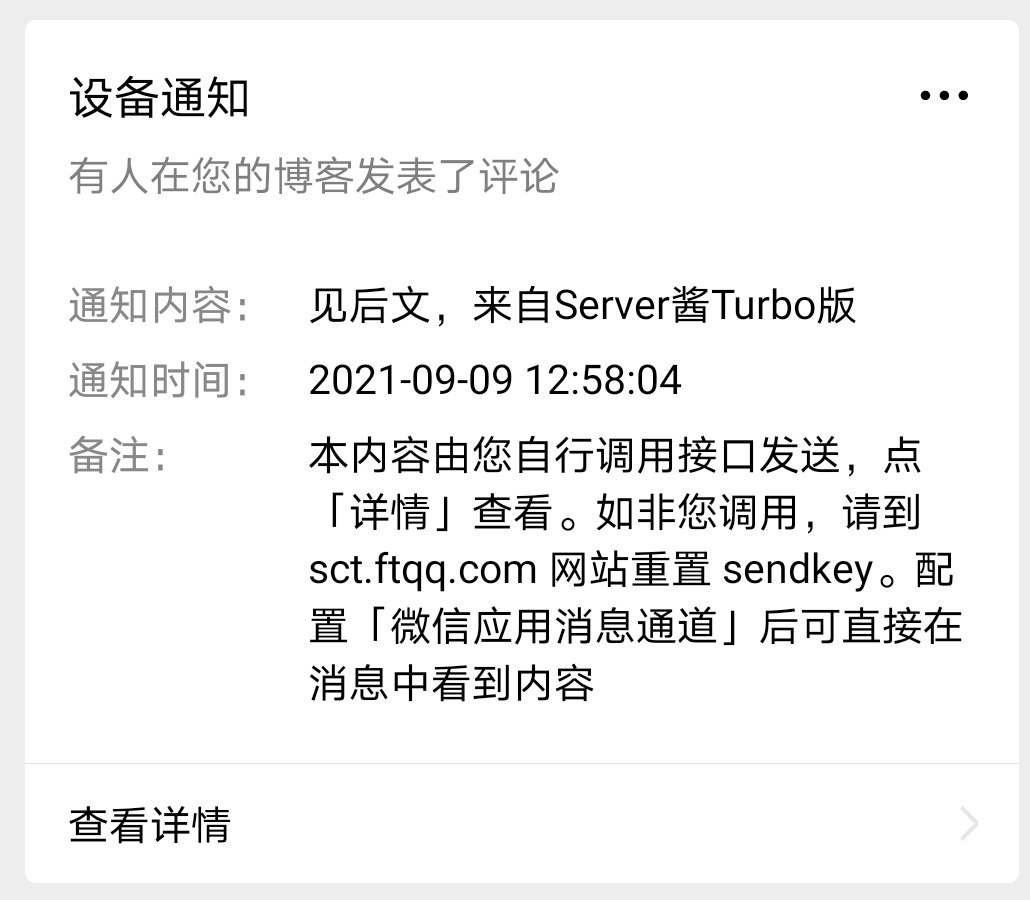 设备通知
有人在您的博客发表了评论
通知内容： 见后文，来自Server酱Turbo版
通知时间： 2021-09-09 12:58:04
备注： 本内容由您自行调用接口发送，点
「详情」查看。如非您调用，请到
sct.ftqq.com 网站重置 sendkey。配
置「微信应用消息通道」后可直接在
消息中看到内容
查看详情